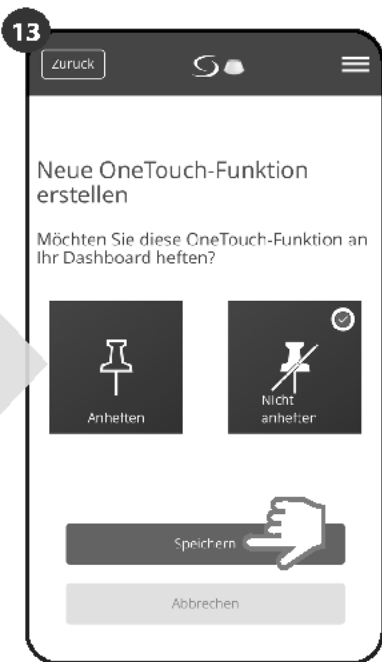 13
Zuruck
Neue OneTouch-Funktion
erstellen
Möchten Sie diese OneTouch-Funktion an
Ihr Dashboard heften?
Anheften
Nicht
anheften
Speichern
Abbrechen